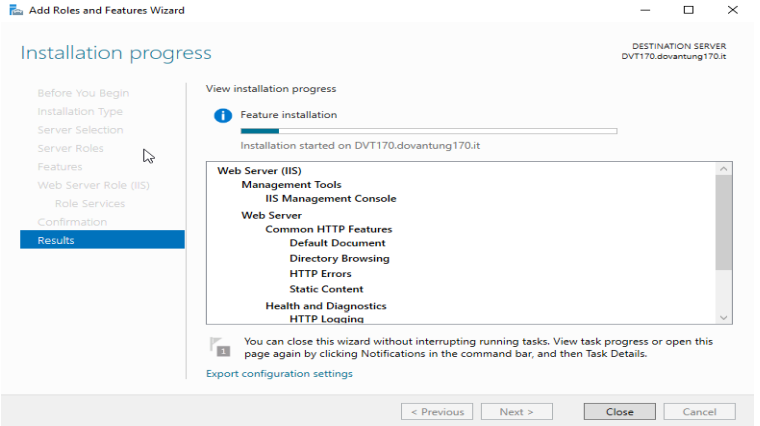 Add Roles and Features Wizard
Installation progress
DESTINATION SERVER
DVT170.dovantung170.it
Before You Begin
Installation Type
Server Selection
Server Roles
Features
Web Server Role (IIS)
Role Services
Confirmation
Results
View installation progress
Feature installation
Installation started on DVT170.dovantung170.it
Web Server (IIS)
Management Tools
IIS Management Console
Web Server
Common HTTP Features
Default Document
Directory Browsing
HTTP Errors
Static Content
Health and Diagnostics
HTTP Logging
1
You can close this wizard without interrupting running tasks. View task progress or open this
page again by clicking Notifications in the command bar, and then Task Details.
Export configuration settings
< Previous
Next >
Close
Cancel